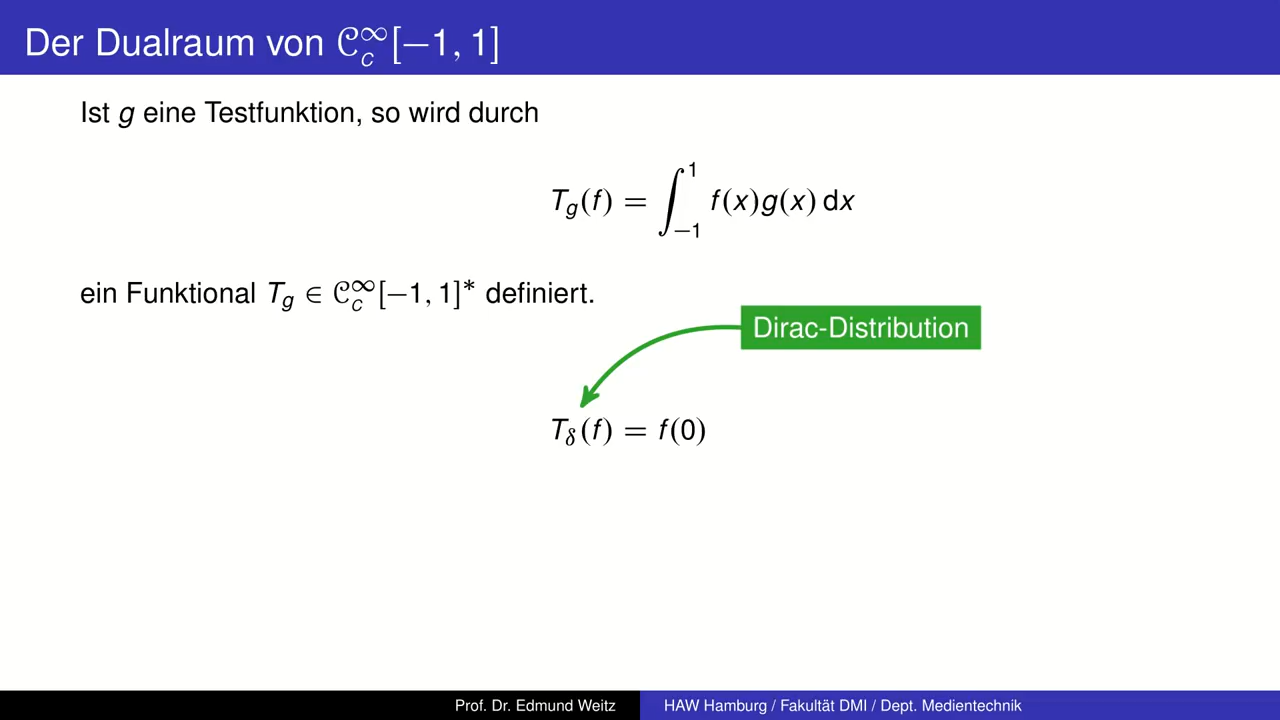 Der Dualraum von 𝒞_c^∞[−1, 1]
Ist g eine Testfunktion, so wird durch
T_g(f) = ∫_{−1}^{1} f(x)g(x) dx
ein Funktional T_g ∈ 𝒞_c^∞[−1, 1]* definiert.
Dirac-Distribution
T_δ(f) = f(0)
Prof. Dr. Edmund Weitz
HAW Hamburg / Fakultät DMI / Dept. Medientechnik